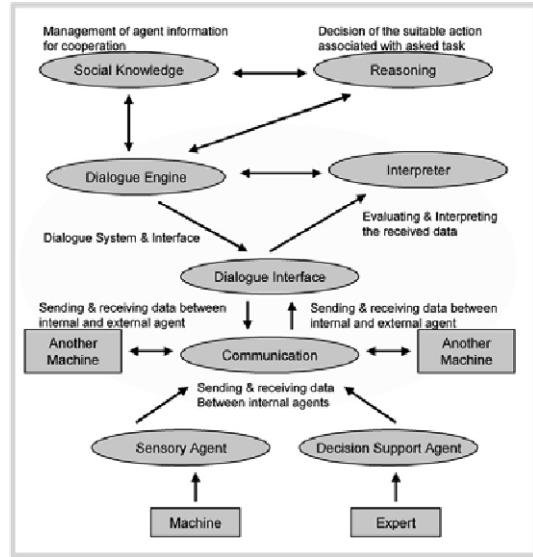 Management of agent information
for cooperation
Decision of the suitable action
associated with asked task
Social Knowledge
Reasoning
Dialogue Engine
Interpreter
Dialogue System & Interface
Evaluating & Interpreting
the received data
Dialogue Interface
Sending & receiving data between
internal and external agent
Sending & receiving data between
internal and external agent
Another
Machine
Communication
Another
Machine
Sending & receiving data
Between internal agents
Sensory Agent
Decision Support Agent
Machine
Expert